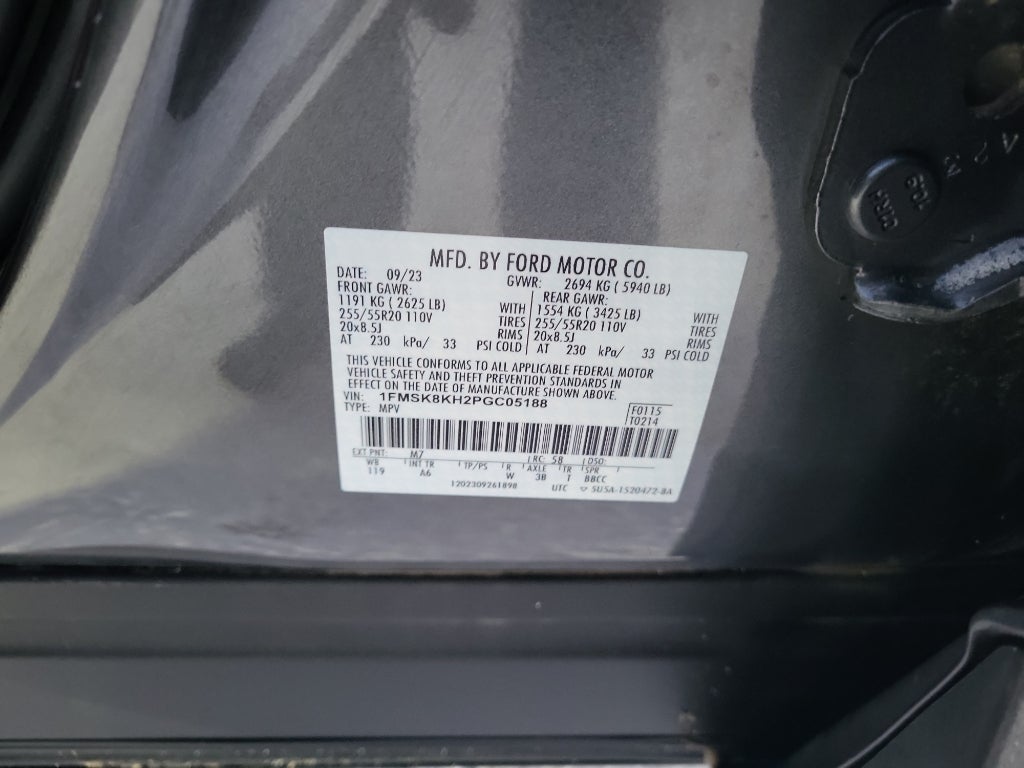 MFD. BY FORD MOTOR CO.
DATE: 09/23 GVWR: 2694 KG ( 5940 LB)
FRONT GAWR: REAR GAWR:
1191 KG ( 2625 LB) WITH 1554 KG ( 3425 LB) WITH
255/55R20 110V TIRES 255/55R20 110V TIRES
20x8.5J RIMS 20x8.5J RIMS
AT 230 kPa/ 33 PSI COLD AT 230 kPa/ 33 PSI COLD
THIS VEHICLE CONFORMS TO ALL APPLICABLE FEDERAL MOTOR
VEHICLE SAFETY AND THEFT PREVENTION STANDARDS IN
EFFECT ON THE DATE OF MANUFACTURE SHOWN ABOVE.
VIN: 1FMSK8KH2PGC05188
TYPE: MPV
F0115
T0214
EXT PNT: M7 RC: 58 DSO:
WB INT TR TP/PS R AXLE TR SPR
119 A6 W 3B T BBCC
1202309261898 UTC ▽ 5U5A-1520472-8A
423